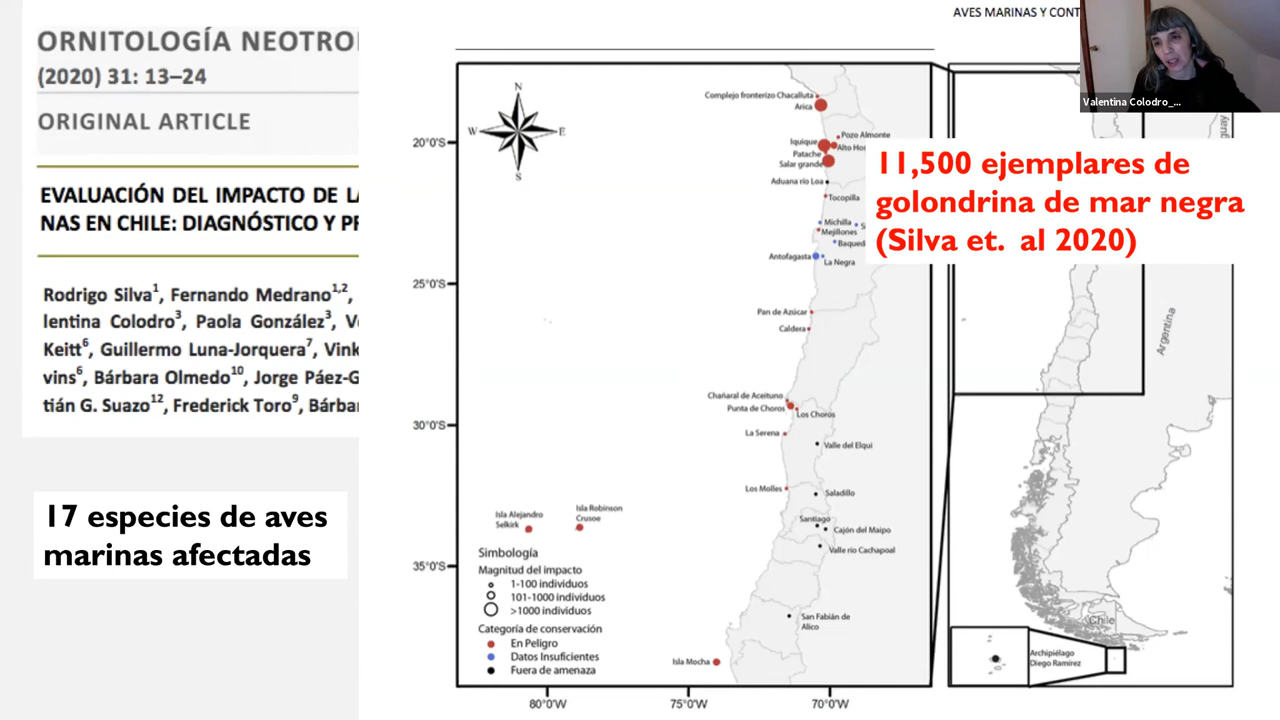 ORNITOLOGÍA NEOTRO
(2020) 31: 13–24
ORIGINAL ARTICLE
EVALUACIÓN DEL IMPACTO DE L
NAS EN CHILE: DIAGNÓSTICO Y P
Rodrigo Silva1, Fernando Medrano1,2,
lentina Colodro3, Paola González3, V
Keitt6, Guillermo Luna-Jorquera7, Vink
vins6, Bárbara Olmedo10, Jorge Páez-G
tián G. Suazo12, Frederick Toro9, Bárba
17 especies de aves
marinas afectadas
AVES MARINAS Y CONT
Valentina Colodro_...
11,500 ejemplares de
golondrina de mar negra
(Silva et. al 2020)
N
W
E
S
20°0'S
25°0'S
30°0'S
35°0'S
80°0'W
75°0'W
70°0'W
Complejo fronterizo Chacalluta
Arica
Pozo Almonte
Iquique
Alto Ho
Patache
Salar grande
Aduana río Loa
Tocopilla
Michilla
S
Mejillones
Baqued
Antofagasta
La Negra
Pan de Azúcar
Caldera
Chañaral de Aceituno
Punta de Choros
Los Choros
La Serena
Valle del Elqui
Los Molles
Saladillo
Isla Alejandro
Selkirk
Isla Robinson
Crusoe
Santiago
Cajón del Maipo
Valle río Cachapoal
San Fabián de
Alico
Isla Mocha
Simbología
Magnitud del impacto
1-100 individuos
101-1000 individuos
>1000 individuos
Categoría de conservación
En Peligro
Datos Insuficientes
Fuera de amenaza
uay
Argentina
Chile
Archipiélago
Diego Ramírez